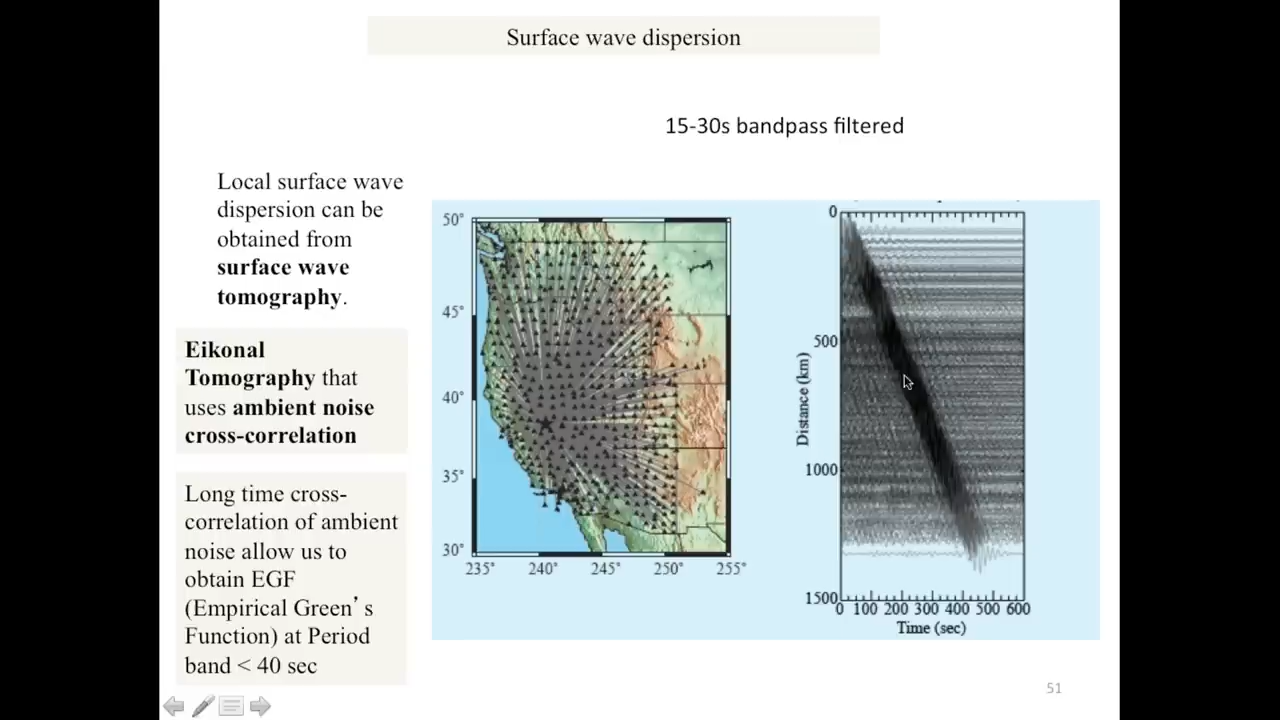 Surface wave dispersion
15-30s bandpass filtered
Local surface wave
dispersion can be
obtained from
surface wave
tomography.
Eikonal
Tomography that
uses ambient noise
cross-correlation
Long time cross-
correlation of ambient
noise allow us to
obtain EGF
(Empirical Green's
Function) at Period
band < 40 sec
50°
45°
40°
35°
30°
235° 240° 245° 250° 255°
0
500
1000
1500
Distance (km)
0 100 200 300 400 500 600
Time (sec)
51